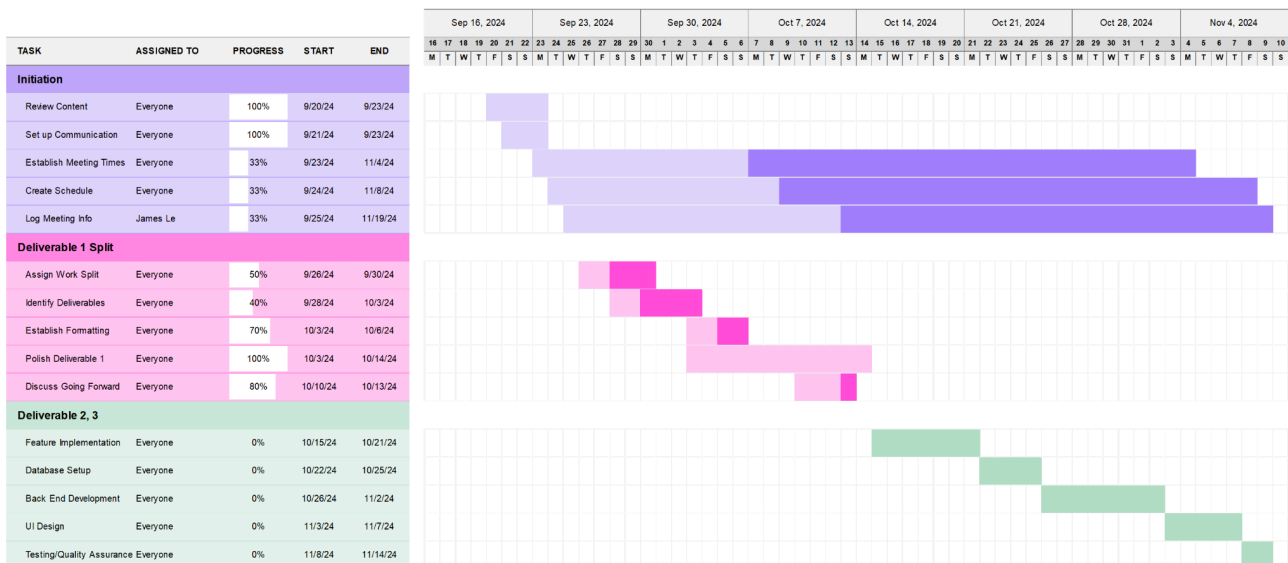 Sep 16, 2024 Sep 23, 2024 Sep 30, 2024 Oct 7, 2024 Oct 14, 2024 Oct 21, 2024 Oct 28, 2024 Nov 4, 2024
16 17 18 19 20 21 22 23 24 25 26 27 28 29 30 1 2 3 4 5 6 7 8 9 10 11 12 13 14 15 16 17 18 19 20 21 22 23 24 25 26 27 28 29 30 31 1 2 3 4 5 6 7 8 9 10
TASK ASSIGNED TO PROGRESS START END M T W T F S S M T W T F S S M T W T F S S M T W T F S S M T W T F S S M T W T F S S M T W T F S S M T W T F S S
Initiation
Review Content Everyone 100% 9/20/24 9/23/24
Set up Communication Everyone 100% 9/21/24 9/23/24
Establish Meeting Times Everyone 33% 9/23/24 11/4/24
Create Schedule Everyone 33% 9/24/24 11/8/24
Log Meeting Info James Le 33% 9/25/24 11/19/24
Deliverable 1 Split
Assign Work Split Everyone 50% 9/26/24 9/30/24
Identify Deliverables Everyone 40% 9/28/24 10/3/24
Establish Formatting Everyone 70% 10/3/24 10/6/24
Polish Deliverable 1 Everyone 100% 10/3/24 10/14/24
Discuss Going Forward Everyone 80% 10/10/24 10/13/24
Deliverable 2, 3
Feature Implementation Everyone 0% 10/15/24 10/21/24
Database Setup Everyone 0% 10/22/24 10/25/24
Back End Development Everyone 0% 10/26/24 11/2/24
UI Design Everyone 0% 11/3/24 11/7/24
Testing/Quality Assurance Everyone 0% 11/8/24 11/14/24